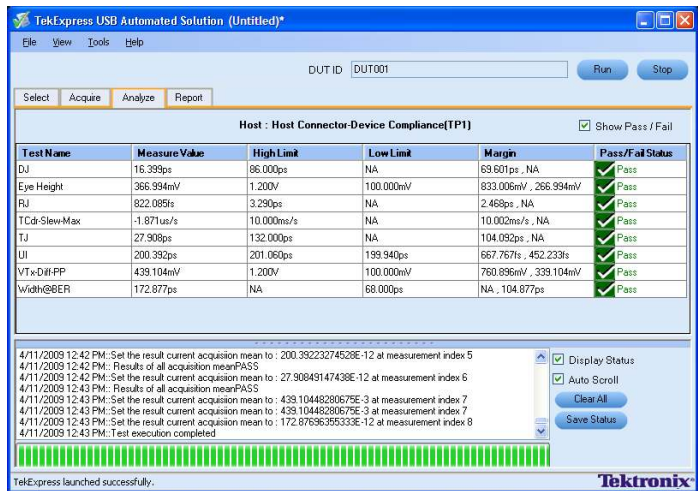 TekExpress USB Automated Solution (Untitled)*
File View Tools Help
DUT ID DUT001 Run Stop
Select Acquire Analyze Report
Host : Host Connector-Device Compliance(TP1) Show Pass / Fail
Test Name Measure Value High Limit Low Limit Margin Pass/Fail Status
DJ 16.399ps 86.000ps NA 69.601ps , NA Pass
Eye Height 366.994mV 1.200V 100.000mV 833.006mV , 266.994mV Pass
RJ 822.085fs 3.290ps NA 2.468ps , NA Pass
TCdr-Slew-Max -1.871us/s 10.000ms/s NA 10.002ms/s , NA Pass
TJ 27.908ps 132.000ps NA 104.092ps , NA Pass
UI 200.392ps 201.060ps 199.940ps 667.767fs , 452.233fs Pass
VTx-Diff-PP 439.104mV 1.200V 100.000mV 760.896mV , 339.104mV Pass
Width@BER 172.877ps NA 68.000ps NA , 104.877ps Pass
4/11/2009 12:42 PM::Set the result current acquisiion mean to : 200.39223274528E-12 at measurement index 5
4/11/2009 12:42 PM:: Results of all acquisition meanPASS
4/11/2009 12:43 PM::Set the result current acquisiion mean to : 27.90849147438E-12 at measurement index 6
4/11/2009 12:43 PM:: Results of all acquisition meanPASS
4/11/2009 12:43 PM::Set the result current acquisiion mean to : 439.10448280675E-3 at measurement index 7
4/11/2009 12:43 PM::Set the result current acquisiion mean to : 439.10448280675E-3 at measurement index 7
4/11/2009 12:43 PM::Set the result current acquisiion mean to : 172.87696355333E-12 at measurement index 8
4/11/2009 12:43 PM::Test execution completed
Display Status
Auto Scroll
Clear All
Save Status
TekExpress launched successfully.
Tektronix